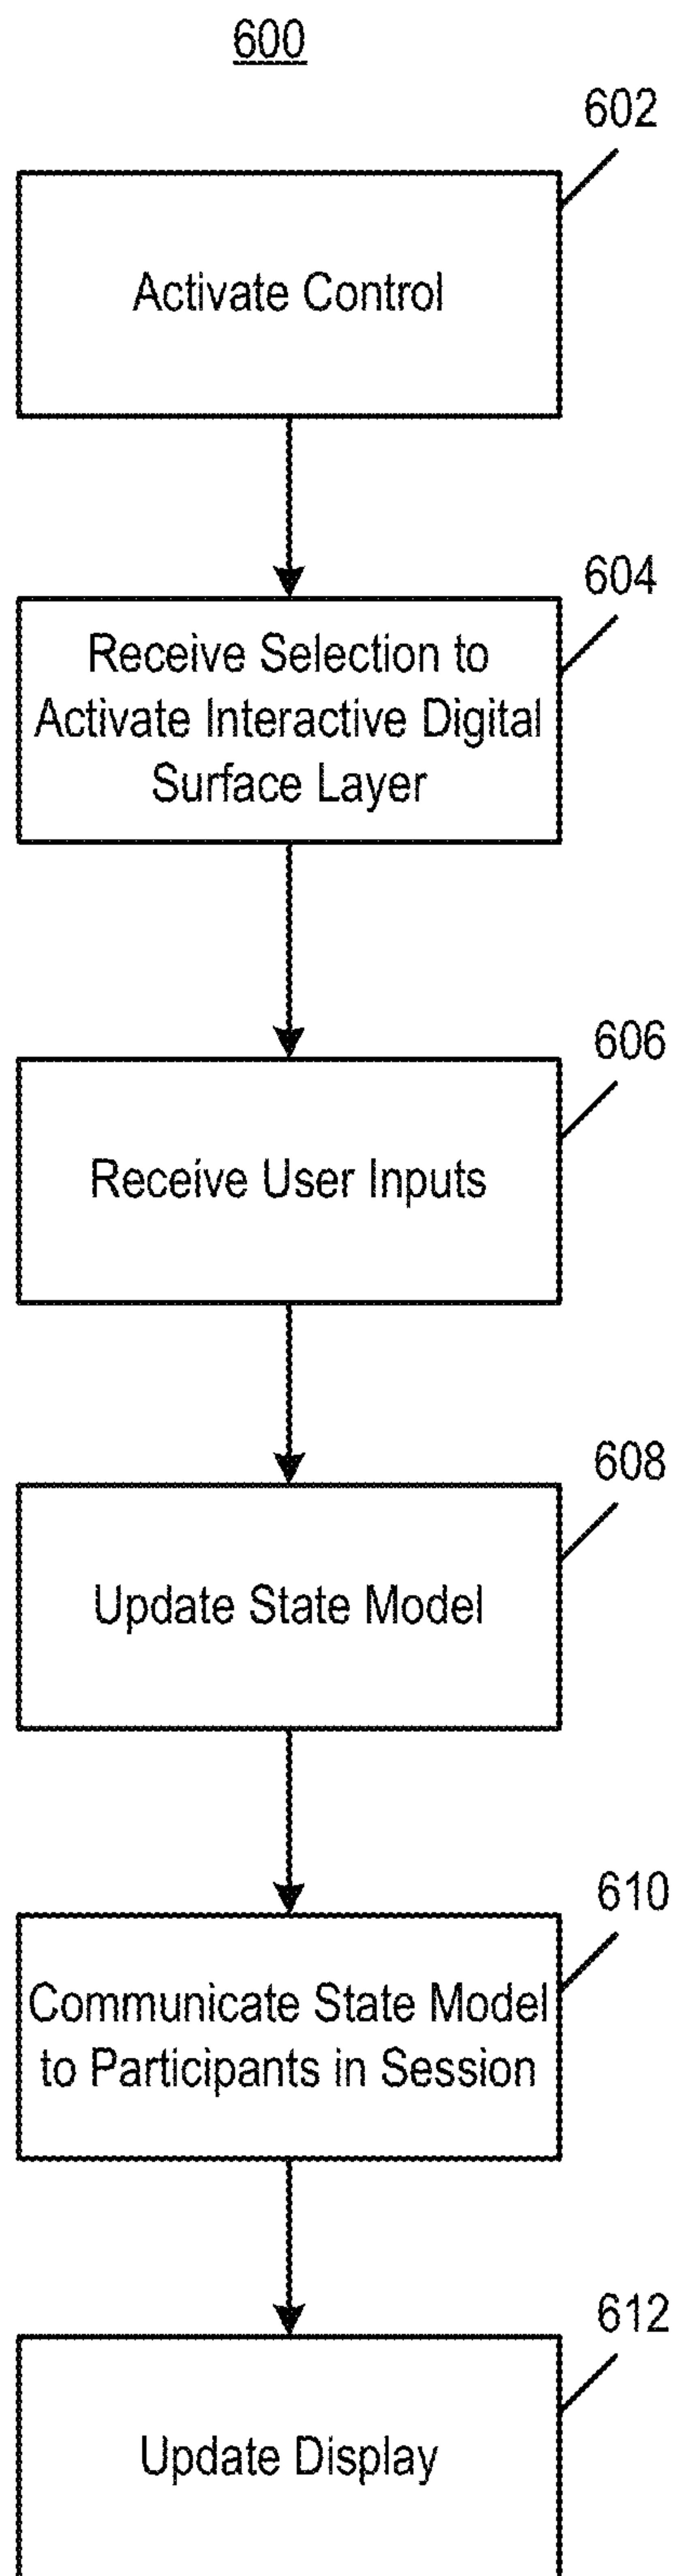 600
602
Activate Control
604
Receive Selection to
Activate Interactive Digital
Surface Layer
606
Receive User Inputs
608
Update State Model
610
Communicate State Model
to Participants in Session
612
Update Display